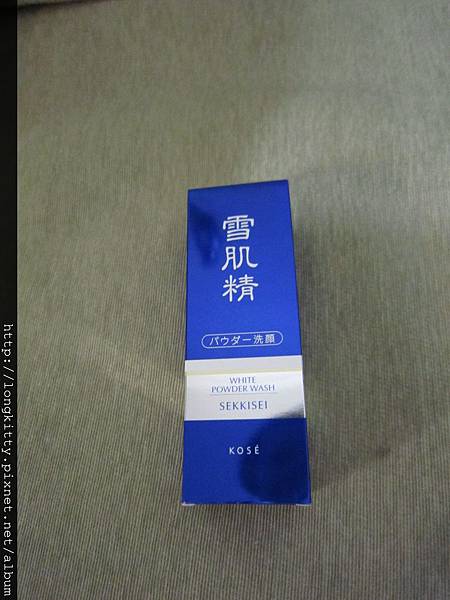 雪肌精
パウダー洗顔
WHITE
POWDER WASH
SEKKISEI
KOSÉ
http://longkitty.pixnet.net/album